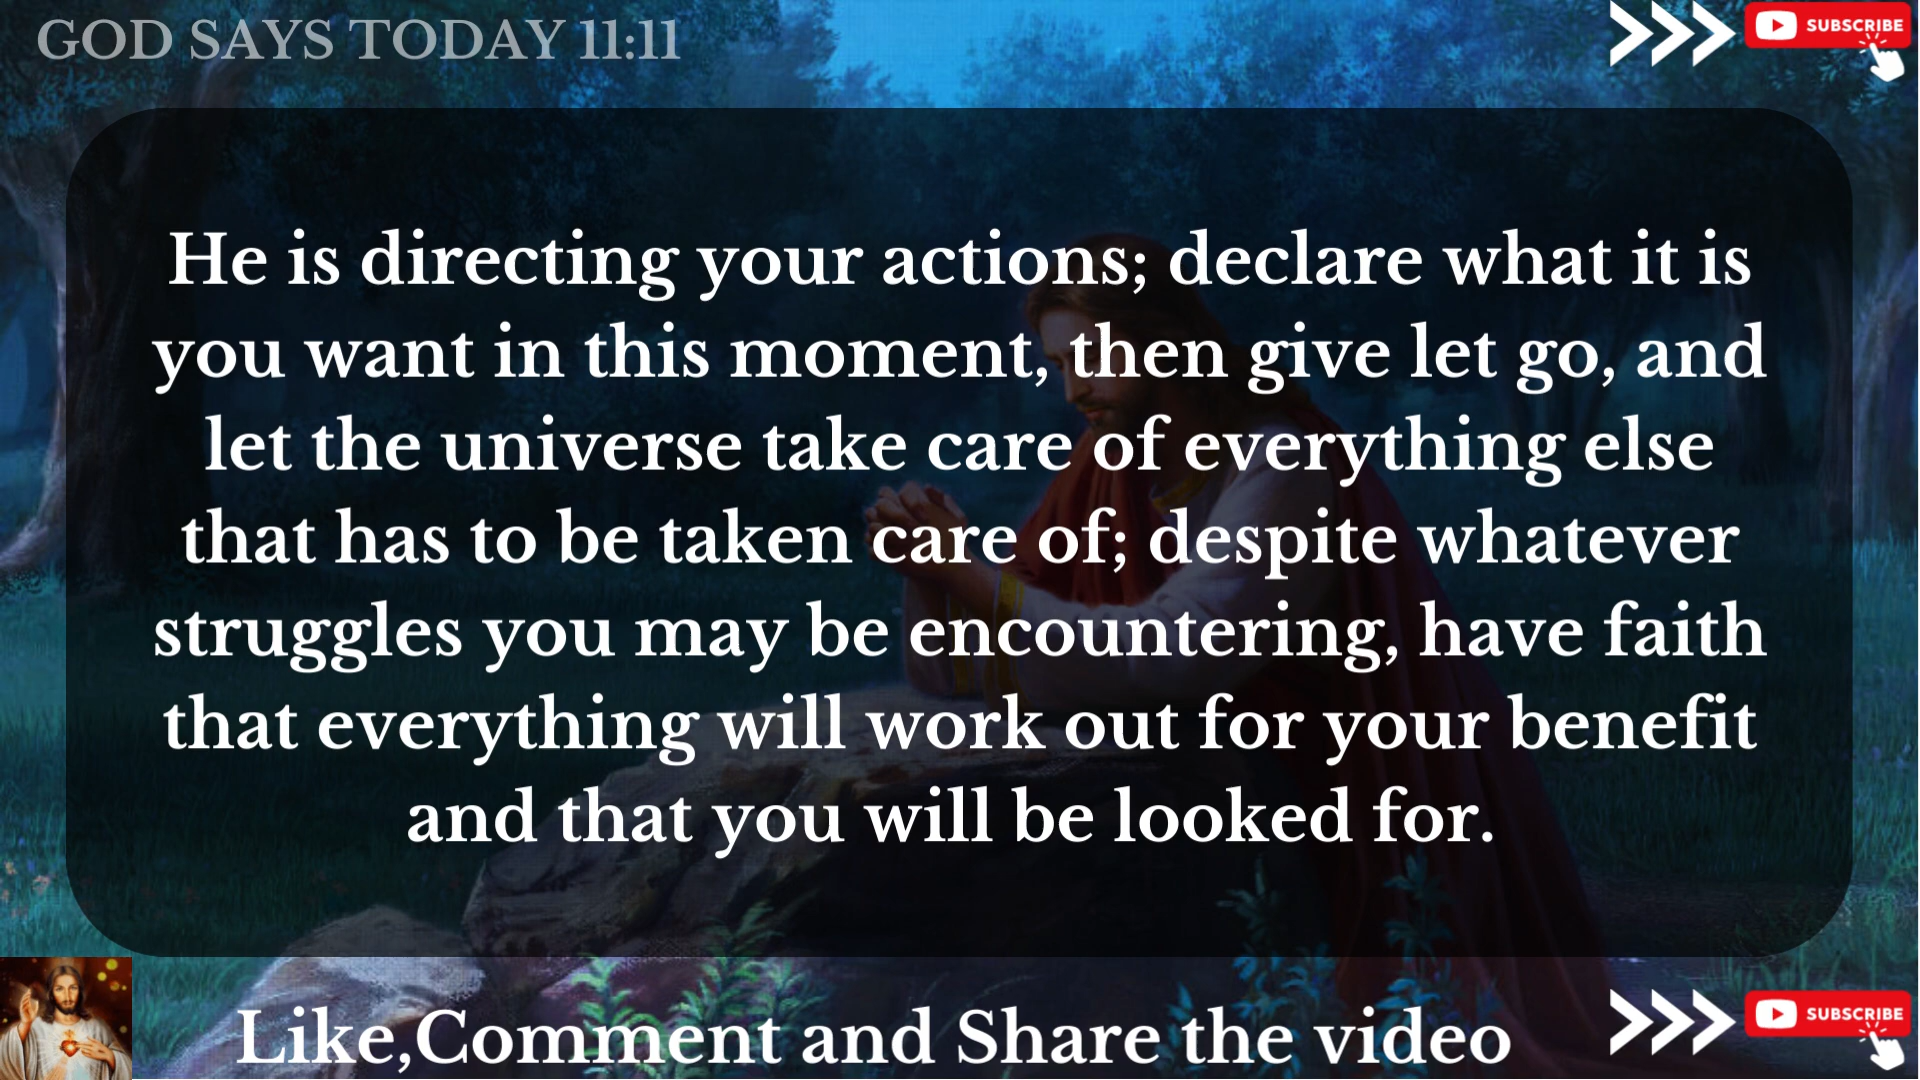 GOD SAYS TODAY 11:11
SUBSCRIBE
He is directing your actions; declare what it is
you want in this moment, then give let go, and
let the universe take care of everything else
that has to be taken care of; despite whatever
struggles you may be encountering, have faith
that everything will work out for your benefit
and that you will be looked for.
Like,Comment and Share the video
SUBSCRIBE